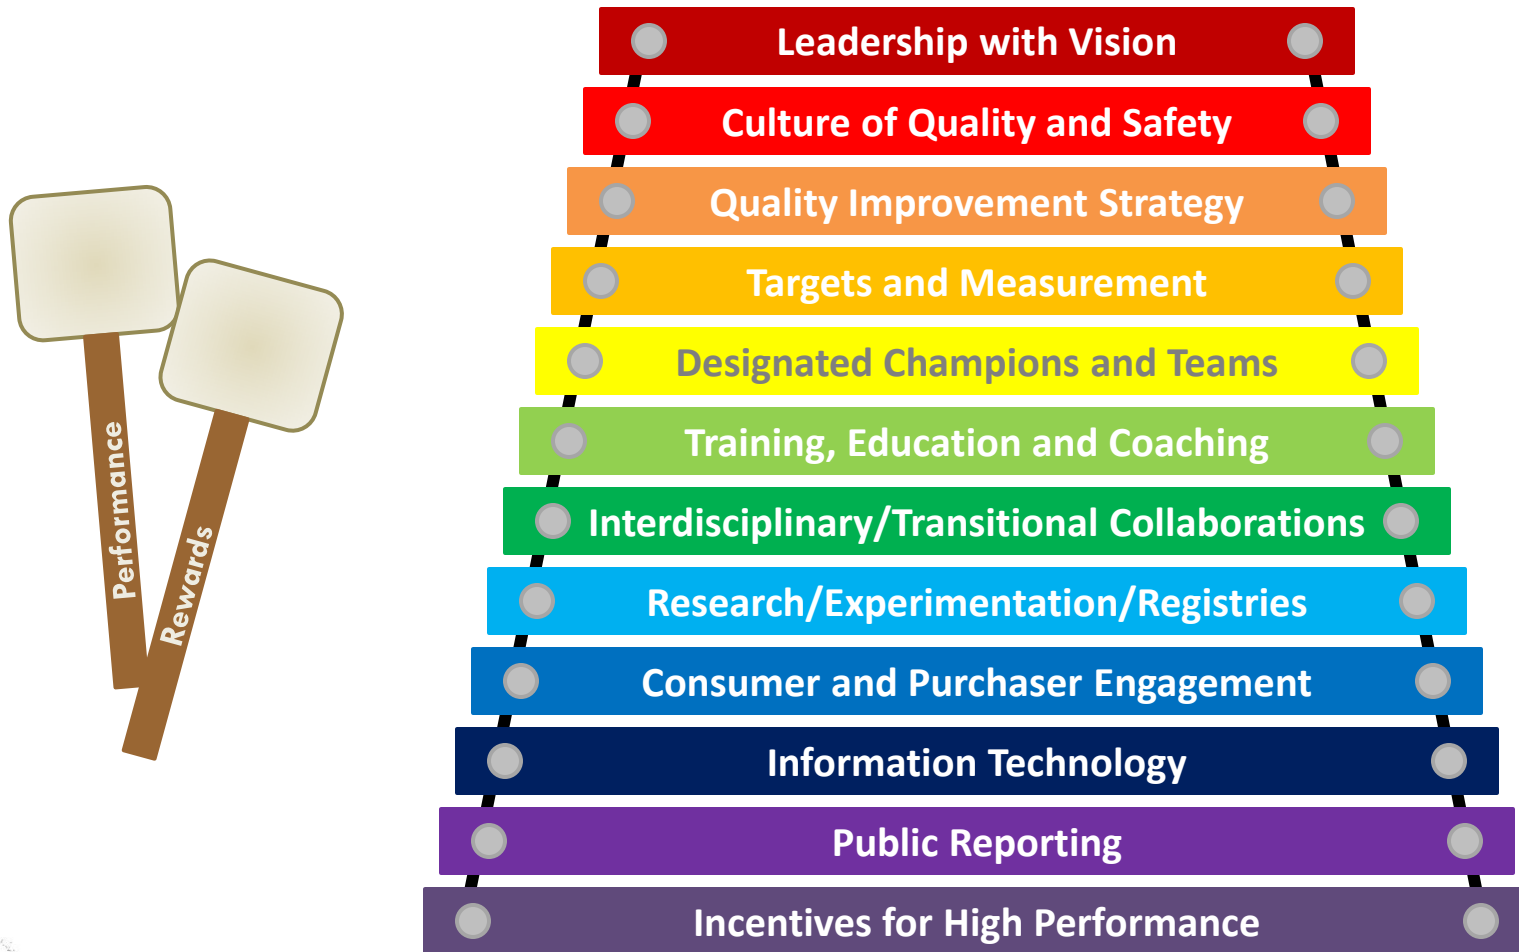 Leadership with Vision
Culture of Quality and Safety
Quality Improvement Strategy
Targets and Measurement
Designated Champions and Teams
Training, Education and Coaching
Interdisciplinary/Transitional Collaborations
Research/Experimentation/Registries
Consumer and Purchaser Engagement
Information Technology
Public Reporting
Incentives for High Performance
Performance
Rewards